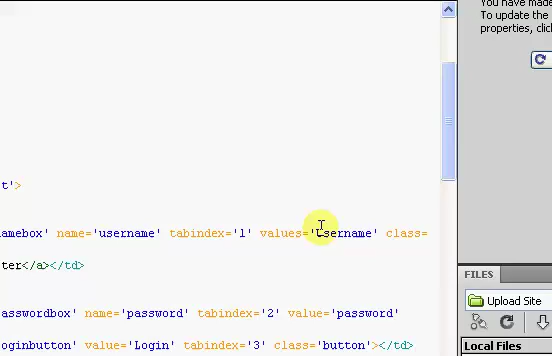 You have made
To update the
properties, clic
t'>
amebox' name='username' tabindex='1' values='username' class=
ter</a></td>
asswordbox' name='password' tabindex='2' value='password'
oginbutton' value='Login' tabindex='3' class='button'></td>
FILES
Upload Site
Local Files